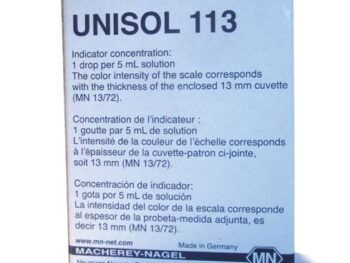 UNISOL 113
Indicator concentration:
1 drop per 5 mL solution
The color intensity of the scale corresponds
with the thickness of the enclosed 13 mm cuvette
(MN 13/72).
Concentration de l'indicateur :
1 goutte par 5 mL de solution
L'intensité de la couleur de l'échelle corresponds
à l'épaisseur de la cuvette-patron ci-jointe,
soit 13 mm (MN 13/72).
Concentración de indicador:
1 gota por 5 mL de solución
La intensidad del color de la escala corresponde
al espesor de la probeta-medida adjunta, es
decir 13 mm (MN 13/72).
www.mn-net.com Made in Germany
MACHEREY-NAGEL MN